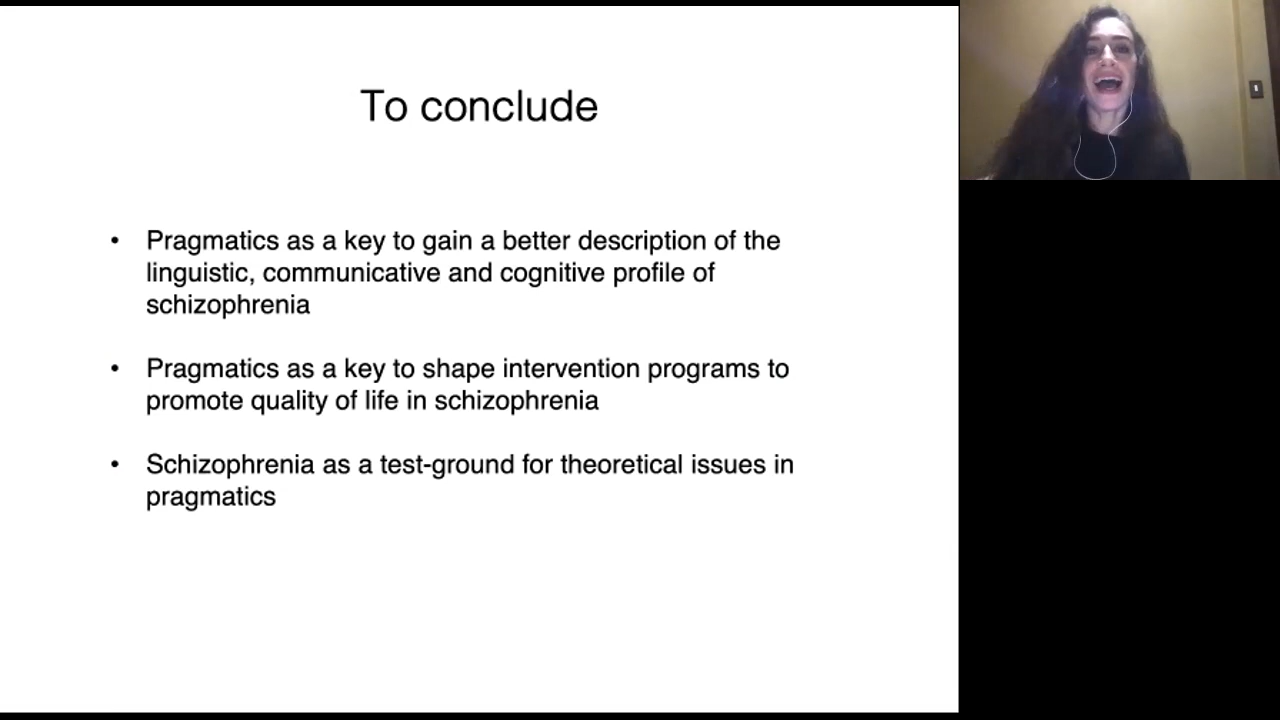 To conclude
• Pragmatics as a key to gain a better description of the
linguistic, communicative and cognitive profile of
schizophrenia
• Pragmatics as a key to shape intervention programs to
promote quality of life in schizophrenia
• Schizophrenia as a test-ground for theoretical issues in
pragmatics